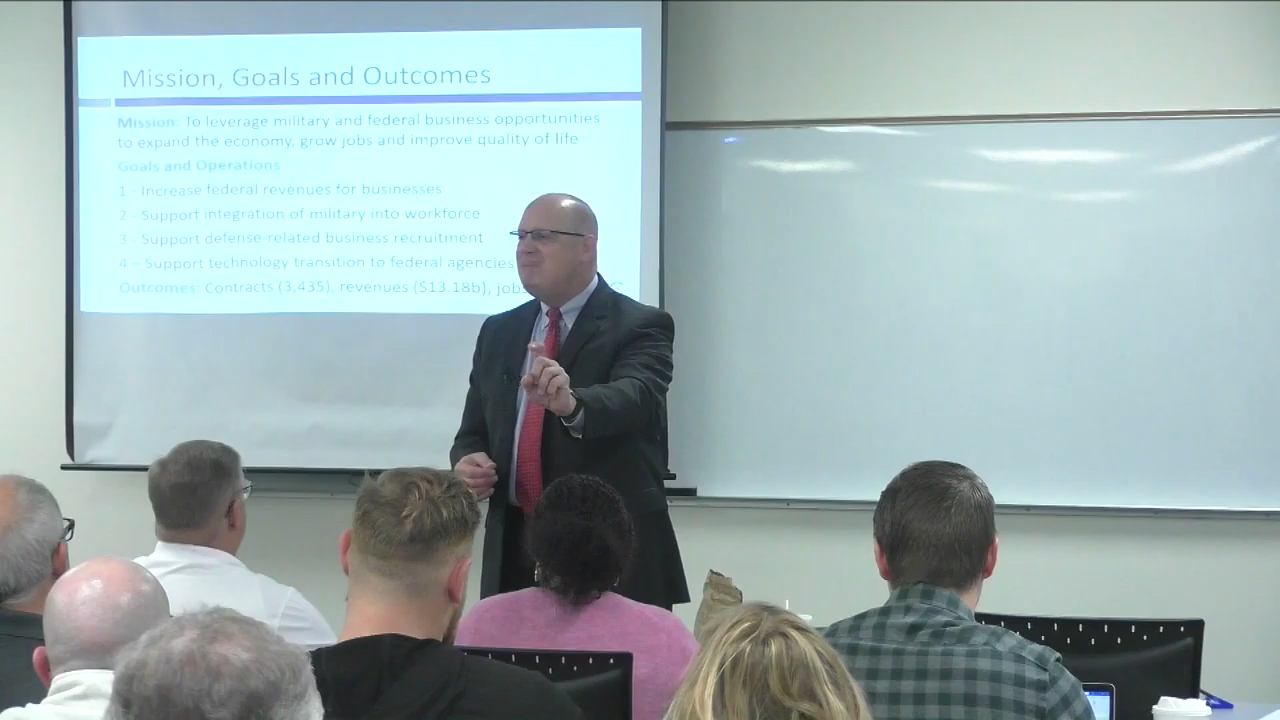 Mission, Goals and Outcomes
Mission: To leverage military and federal business opportunities
to expand the economy, grow jobs and improve quality of life
Goals and Operations
1 - Increase federal revenues for businesses
2 - Support integration of military into workforce
3 - Support defense-related business recruitment
4 – Support technology transition to federal agencies
Outcomes: Contracts (3,435), revenues ($13.18b), jobs